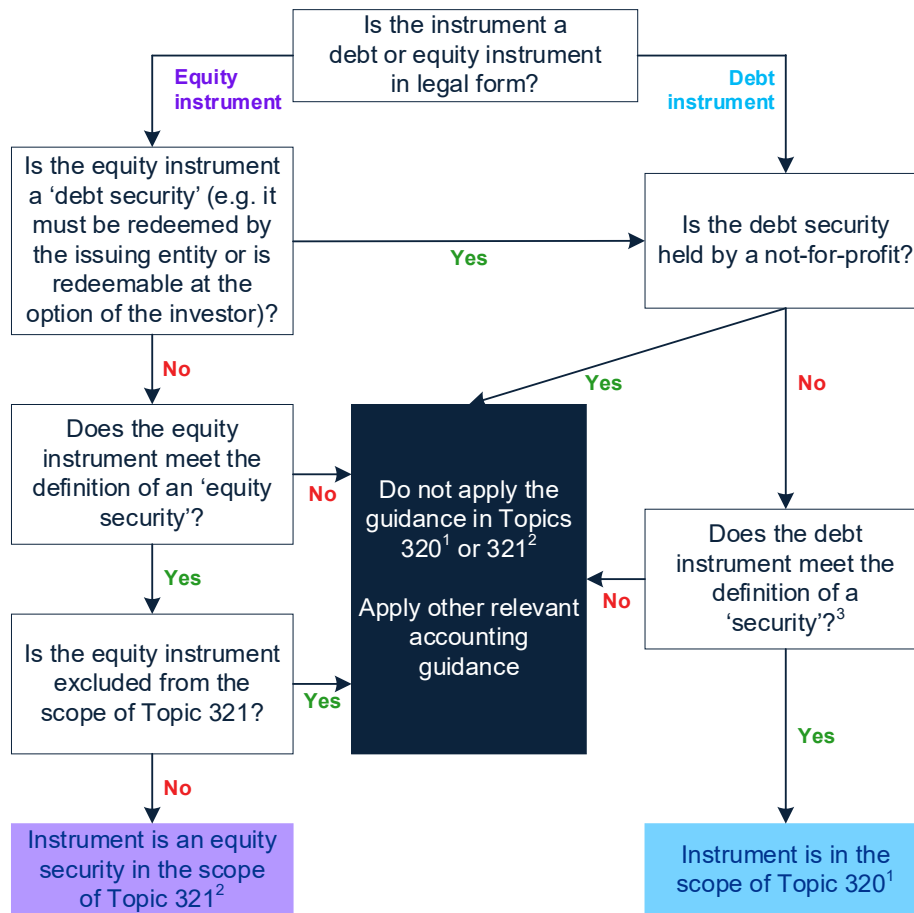 Is the instrument a
debt or equity instrument
in legal form?
Equity
instrument
Debt
instrument
Is the equity instrument
a ‘debt security’ (e.g. it
must be redeemed by
the issuing entity or is
redeemable at the
option of the investor)?
Yes
Is the debt security
held by a not-for-profit?
No
Yes
No
Does the equity
instrument meet the
definition of an ‘equity
security’?
No
Do not apply the
guidance in Topics
320¹ or 321²
Apply other relevant
accounting
guidance
Does the debt
instrument meet the
definition of a
‘security’?³
No
Yes
Is the equity instrument
excluded from the
scope of Topic 321?
Yes
Yes
No
Instrument is an equity
security in the scope
of Topic 321²
Instrument is in the
scope of Topic 320¹